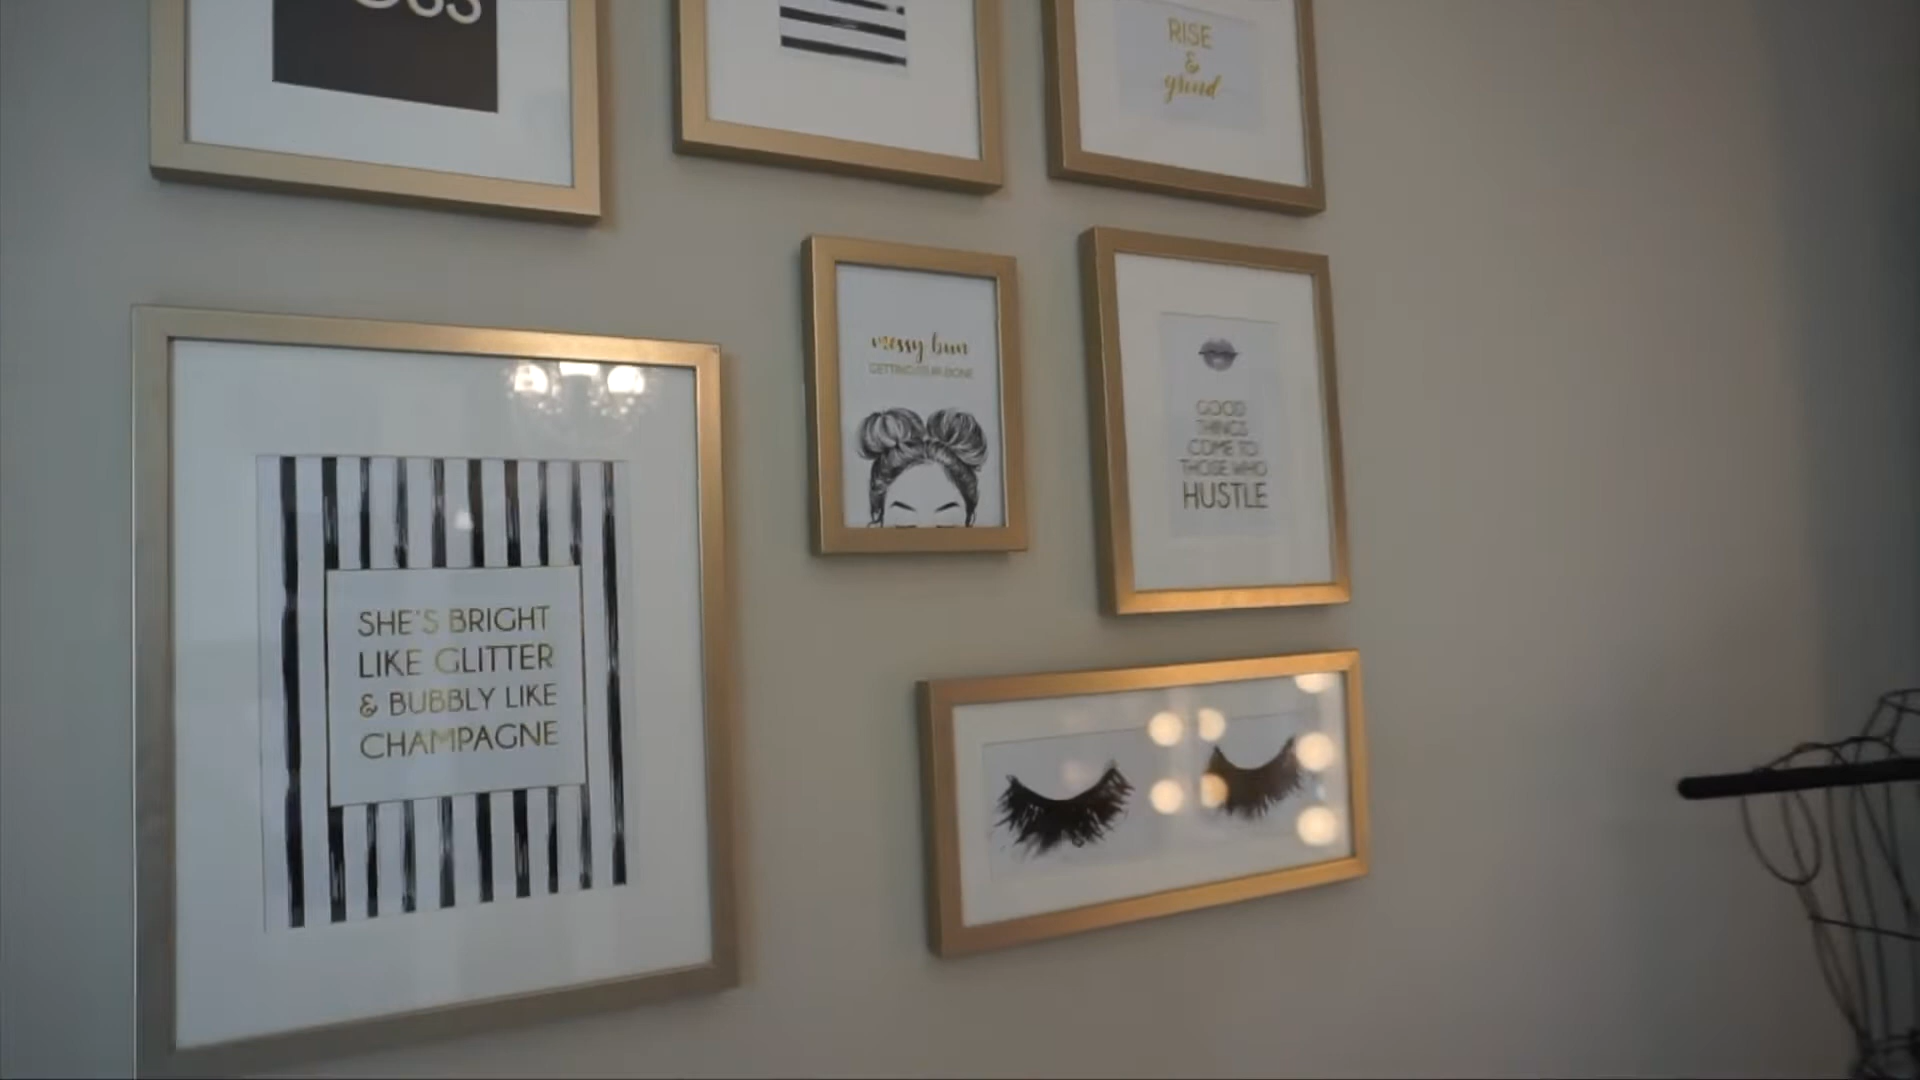 RISE
&
grind
messy bun
GOOD
THINGS
COME TO
THOSE WHO
HUSTLE
SHE'S BRIGHT
LIKE GLITTER
& BUBBLY LIKE
CHAMPAGNE